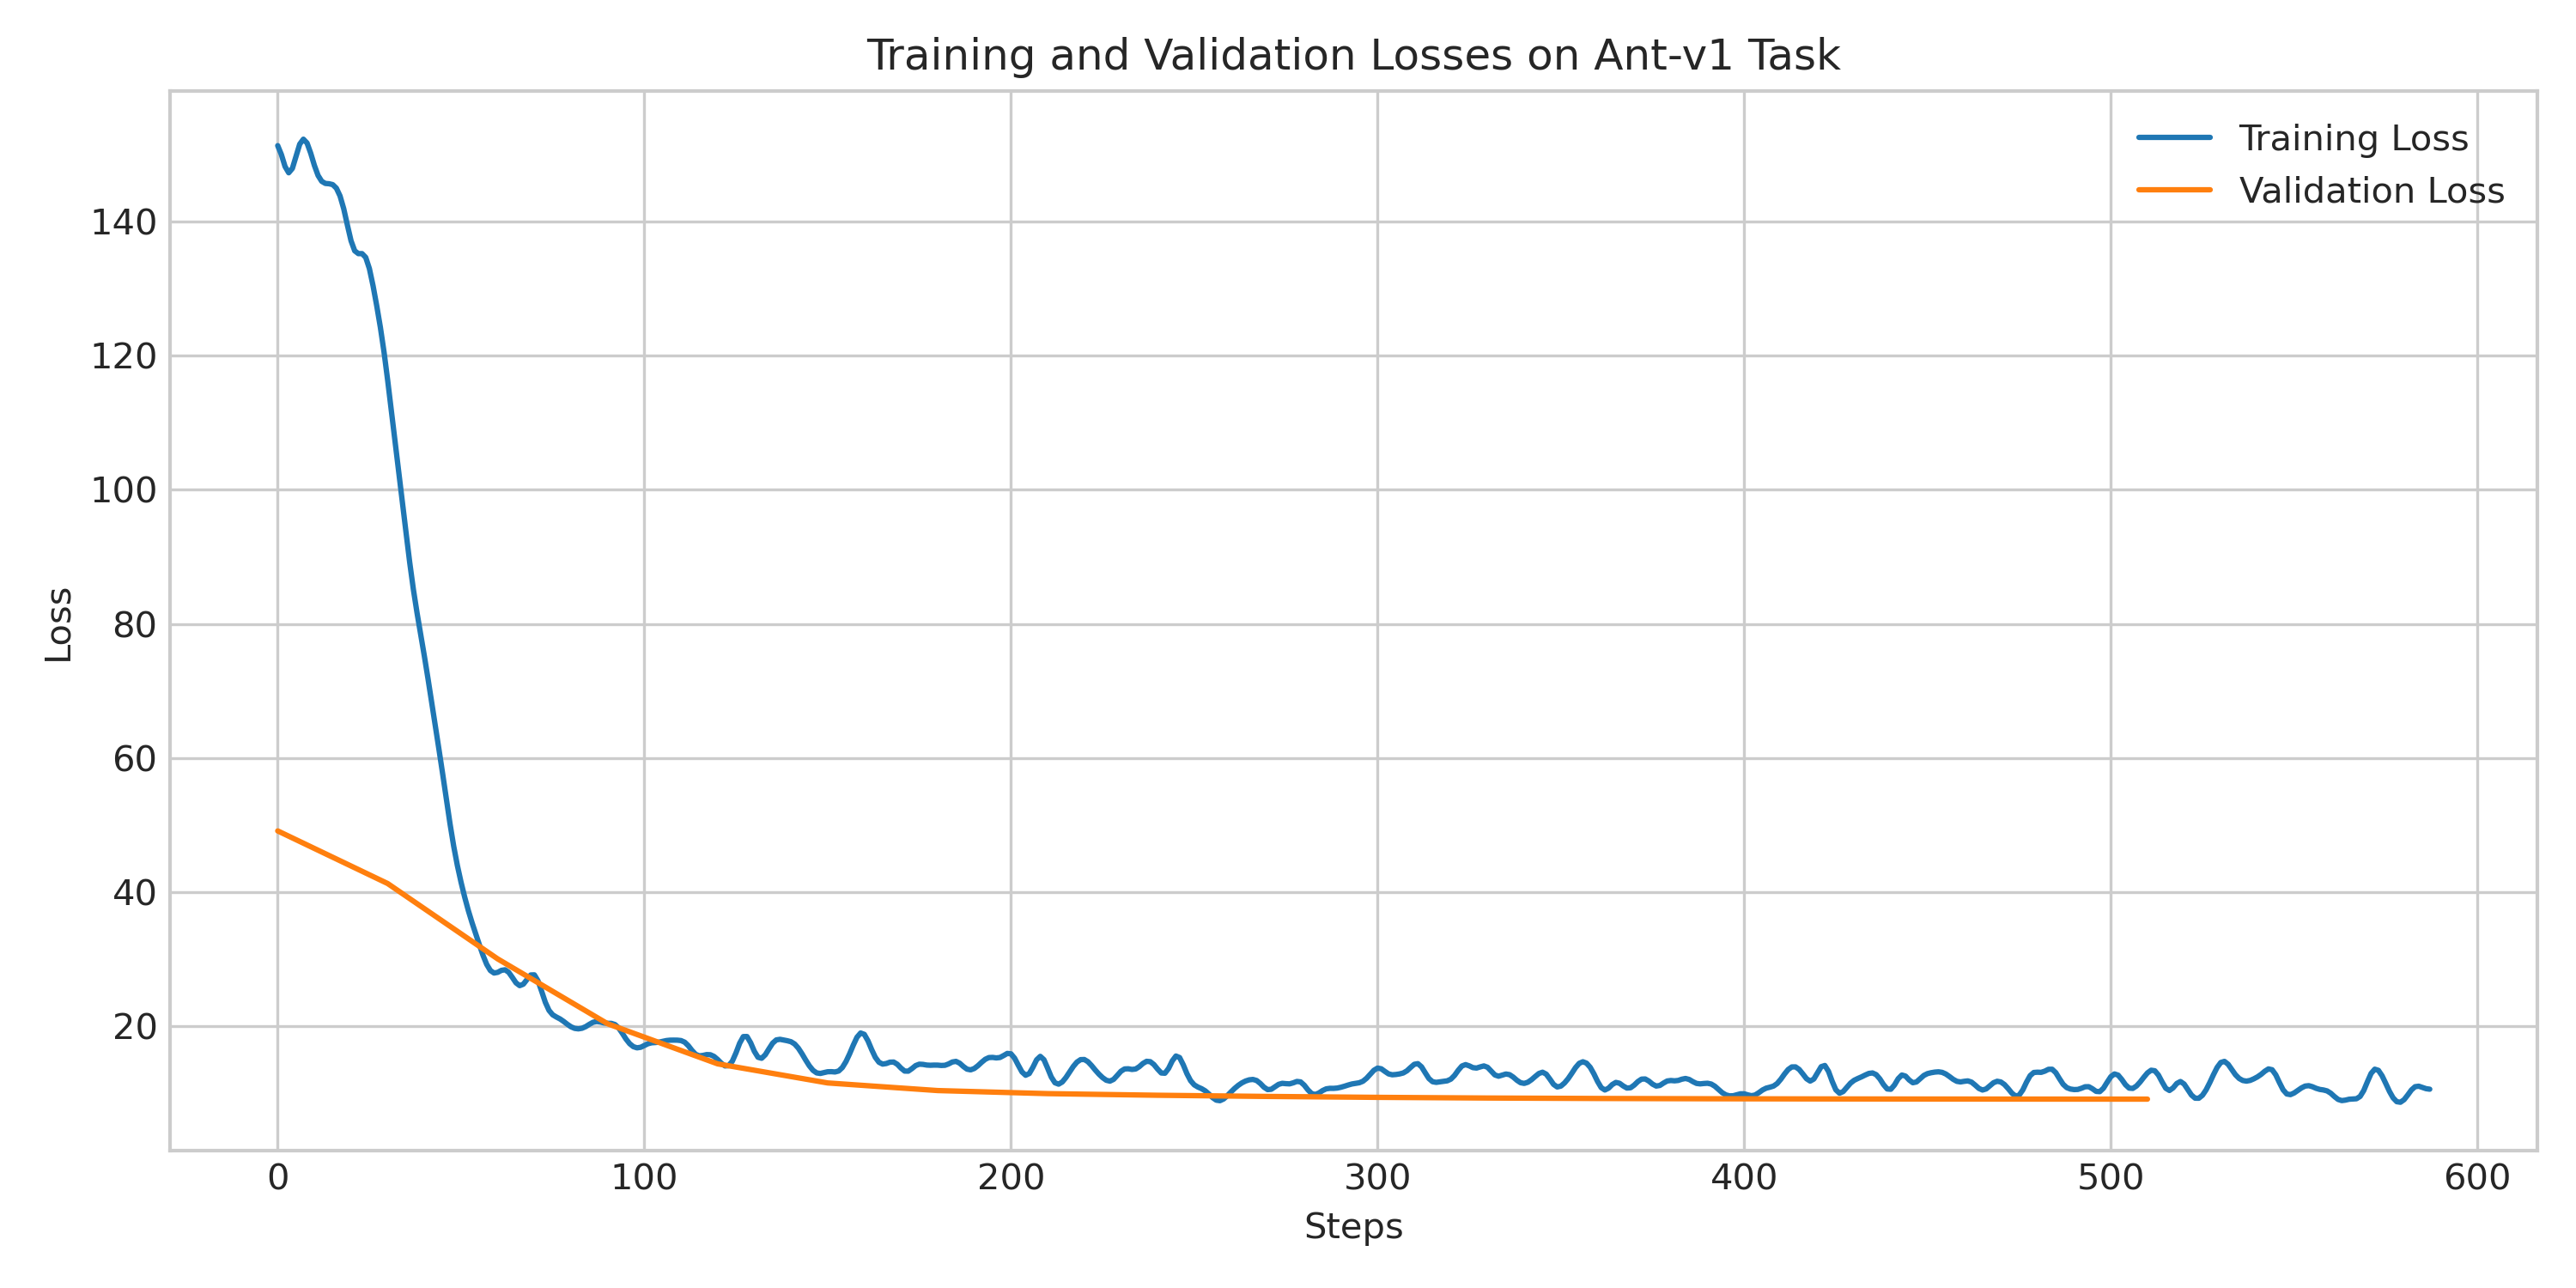 Training and Validation Losses on Ant-v1 Task
Training Loss
Validation Loss
140
120
100
80
60
40
20
Loss
0 100 200 300 400 500 600
Steps